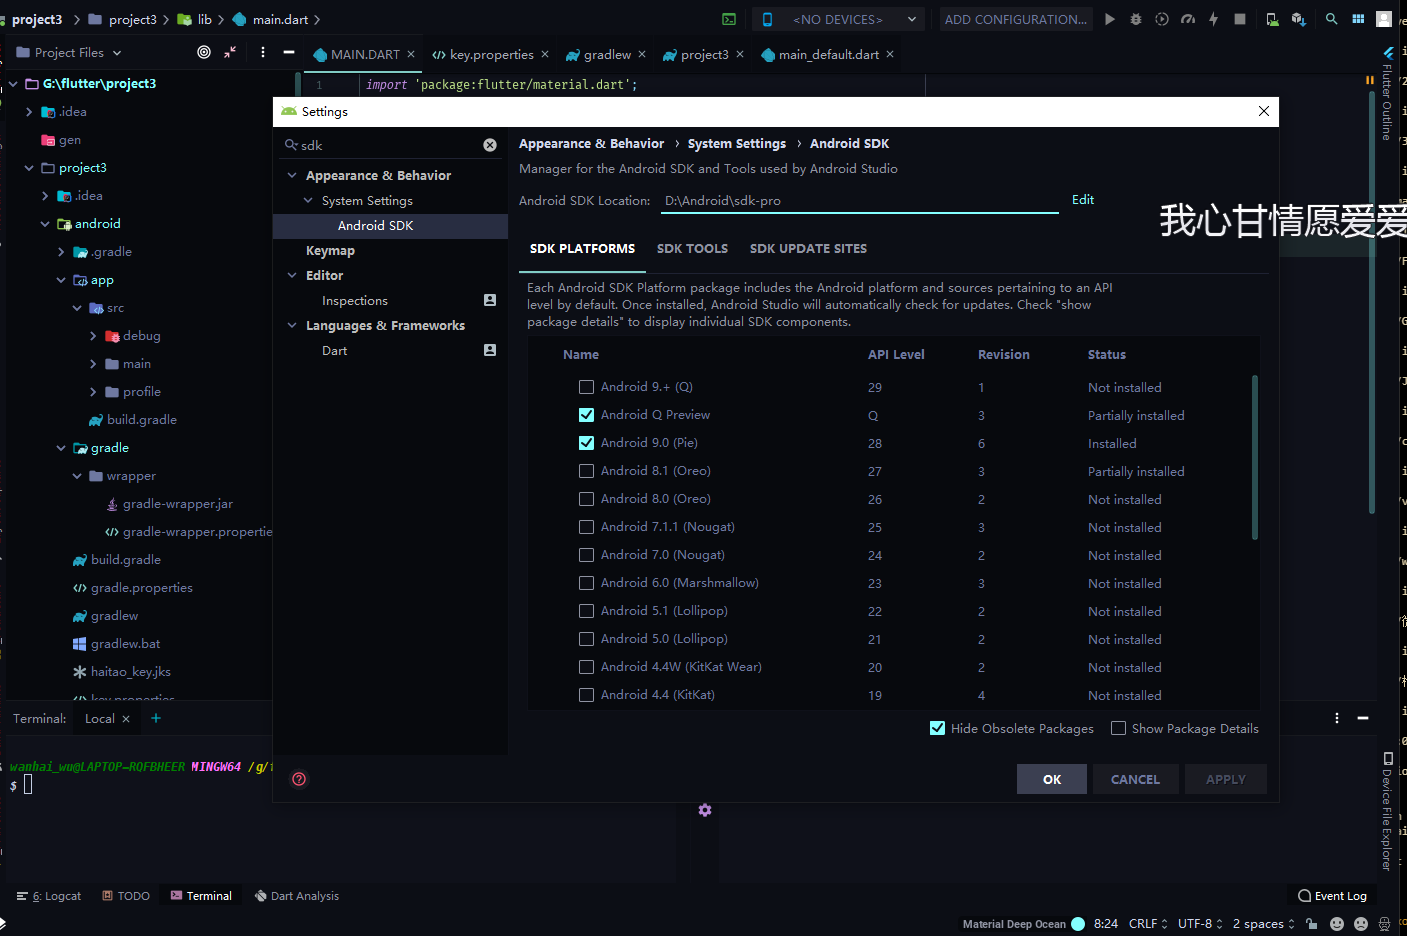 project3 project3 lib main.dart <NO DEVICES> ADD CONFIGURATION...
Project Files MAIN.DART key.properties gradlew project3 main_default.dart
G:\flutter\project3
1 import 'package:flutter/material.dart';
.idea
gen
project3
.idea
android
.gradle
app
src
debug
main
profile
build.gradle
gradle
wrapper
gradle-wrapper.jar
gradle-wrapper.propertie
build.gradle
gradle.properties
gradlew
gradlew.bat
haitao_key.jks
key.properties
Settings
sdk
Appearance & Behavior
System Settings
Android SDK
Keymap
Editor
Inspections
Languages & Frameworks
Dart
Appearance & Behavior › System Settings › Android SDK
Manager for the Android SDK and Tools used by Android Studio
Android SDK Location: D:\Android\sdk-pro Edit
SDK PLATFORMS SDK TOOLS SDK UPDATE SITES
Each Android SDK Platform package includes the Android platform and sources pertaining to an API
level by default. Once installed, Android Studio will automatically check for updates. Check "show
package details" to display individual SDK components.
Name API Level Revision Status
Android 9.+ (Q) 29 1 Not installed
Android Q Preview Q 3 Partially installed
Android 9.0 (Pie) 28 6 Installed
Android 8.1 (Oreo) 27 3 Partially installed
Android 8.0 (Oreo) 26 2 Not installed
Android 7.1.1 (Nougat) 25 3 Not installed
Android 7.0 (Nougat) 24 2 Not installed
Android 6.0 (Marshmallow) 23 3 Not installed
Android 5.1 (Lollipop) 22 2 Not installed
Android 5.0 (Lollipop) 21 2 Not installed
Android 4.4W (KitKat Wear) 20 2 Not installed
Android 4.4 (KitKat) 19 4 Not installed
Hide Obsolete Packages Show Package Details
OK CANCEL APPLY
我心甘情愿爱爱
Flutter Outline
Device File Explorer
Terminal: Local × +
wanhai_wu@LAPTOP-RQFBHEER MINGW64 /g/
$
6: Logcat TODO Terminal Dart Analysis Event Log
Material Deep Ocean 8:24 CRLF UTF-8 2 spaces